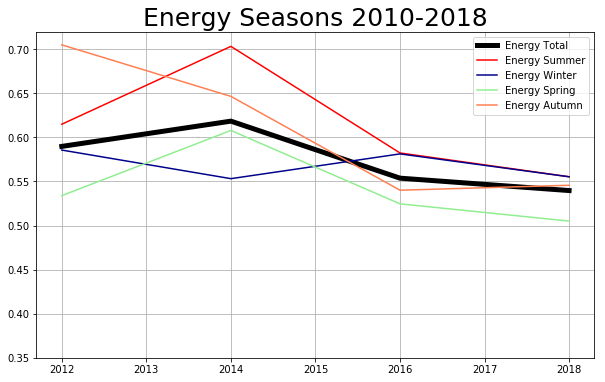 Energy Seasons 2010-2018
0.70
0.65
0.60
0.55
0.50
0.45
0.40
0.35
2012 2013 2014 2015 2016 2017 2018
Energy Total
Energy Summer
Energy Winter
Energy Spring
Energy Autumn